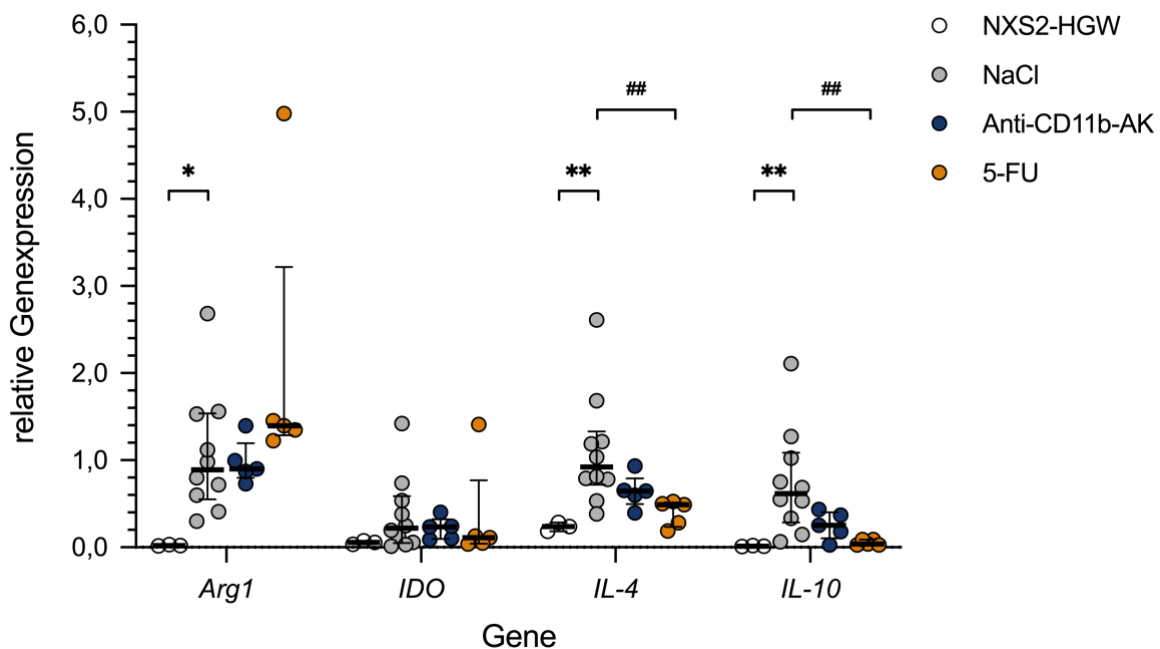 6,0
5,0
4,0
3,0
2,0
1,0
0,0
relative Genexpression
*
**
##
**
##
Arg1
IDO
IL-4
IL-10
Gene
NXS2-HGW
NaCl
Anti-CD11b-AK
5-FU